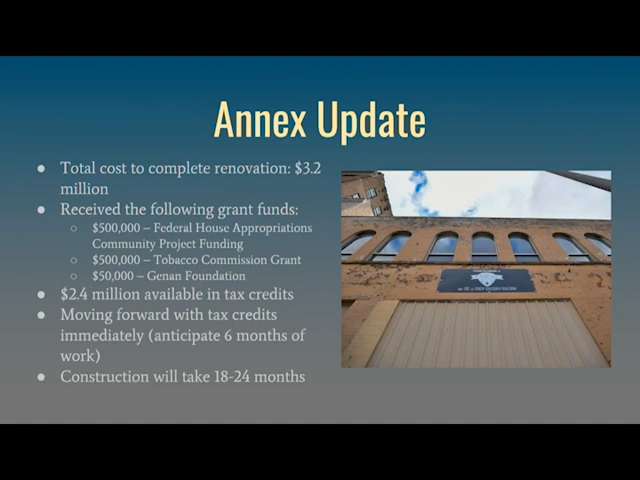 Annex Update
● Total cost to complete renovation: $3.2
million
● Received the following grant funds:
○ $500,000 – Federal House Appropriations
Community Project Funding
○ $500,000 – Tobacco Commission Grant
○ $50,000 – Genan Foundation
● $2.4 million available in tax credits
● Moving forward with tax credits
immediately (anticipate 6 months of
work)
● Construction will take 18-24 months